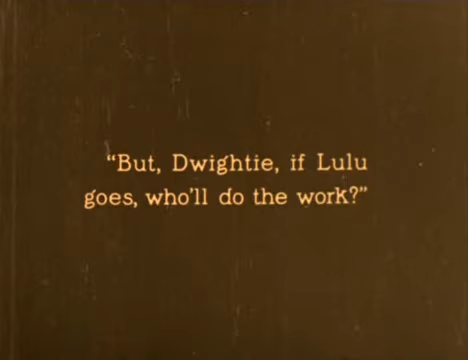 “But, Dwightie, if Lulu
goes, who’ll do the work?”